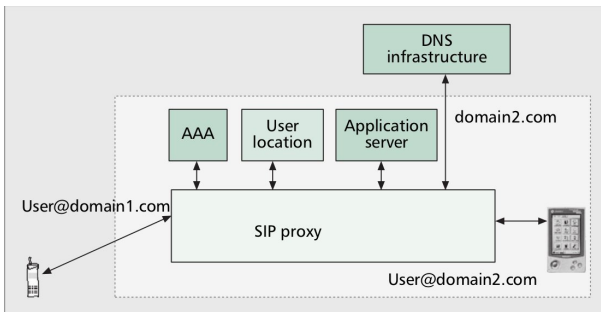 DNS
infrastructure
AAA
User
location
Application
server
domain2.com
User@domain1.com
SIP proxy
User@domain2.com